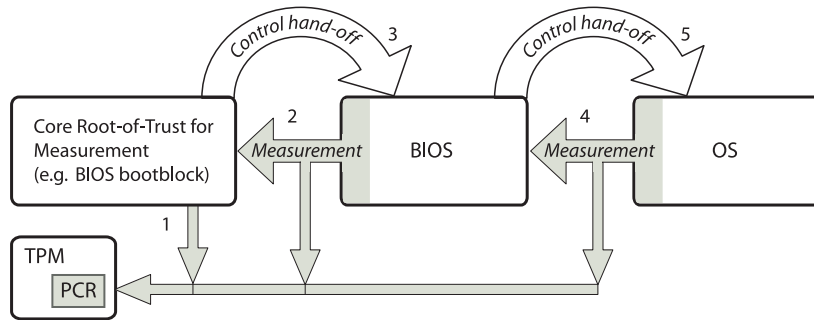 Control hand-off
3
Control hand-off
5
Core Root-of-Trust for
Measurement
(e.g. BIOS bootblock)
2
Measurement
BIOS
4
Measurement
OS
1
TPM
PCR